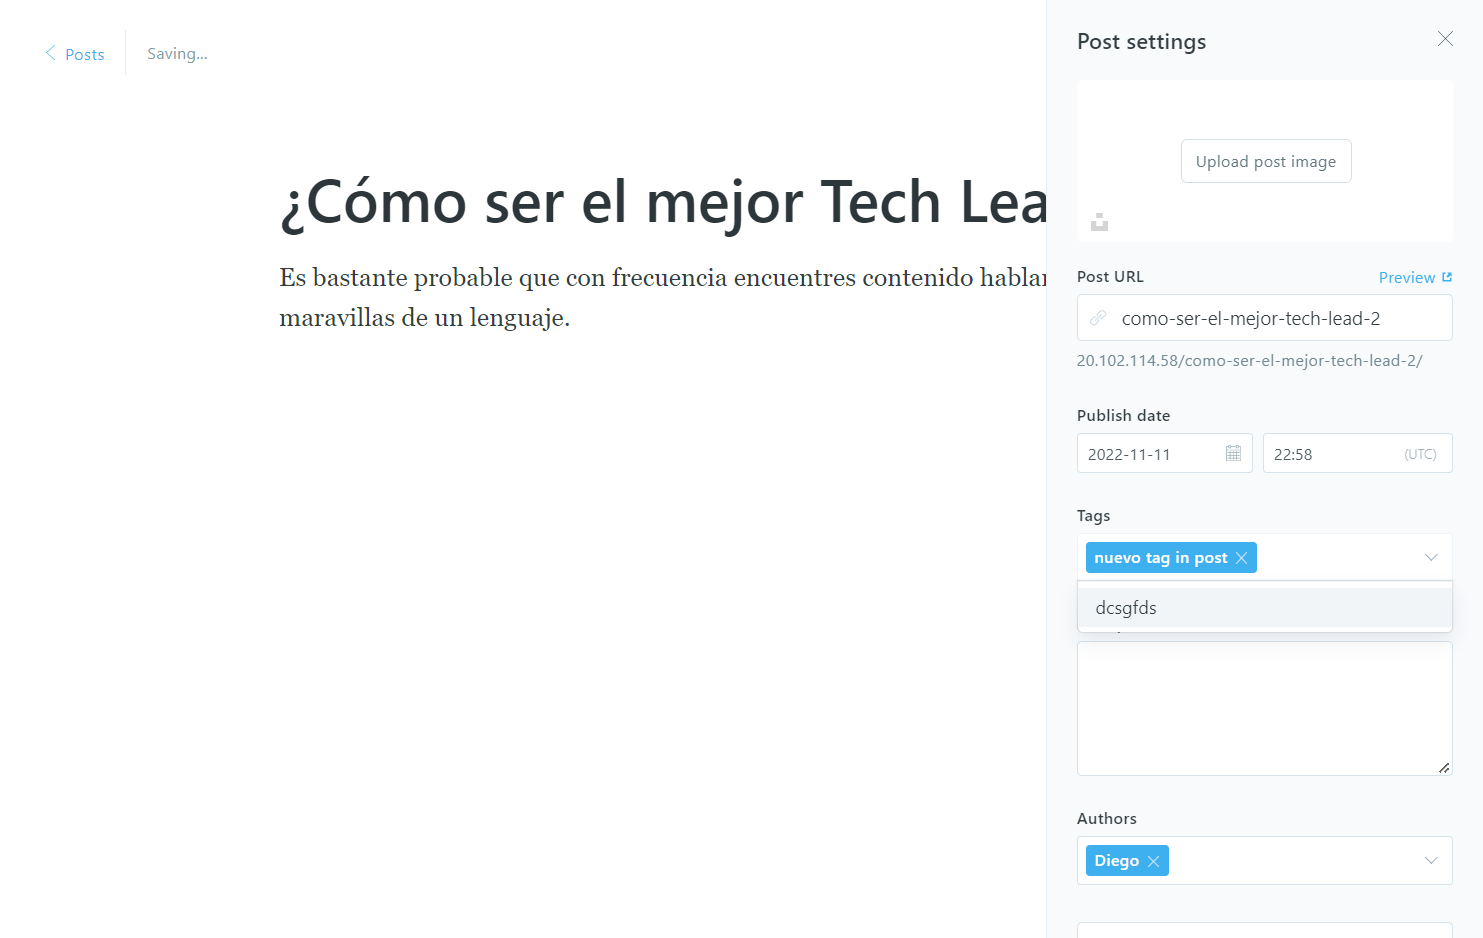 Posts
Saving...
¿Cómo ser el mejor Tech Lea
Es bastante probable que con frecuencia encuentres contenido
maravillas de un lenguaje.
Post settings
Upload post image
Post URL
Preview
como-ser-el-mejor-tech-lead-2
20.102.114.58/como-ser-el-mejor-tech-lead-2/
Publish date
2022-11-11
22:58
(UTC)
Tags
nuevo tag in post
dcsgfds
Authors
Diego